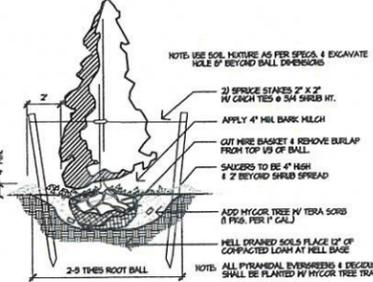 NOTE: USE SOIL MIXTURE AS PER SPECS. & EXCAVATE
HOLE 8" BEYOND BALL DIMENSIONS
2'
2) SPRUCE STAKES 2" X 2"
W/ CINCH TIES @ 3/4 SHRUB HT.
APPLY 4" MIN. BARK MULCH
CUT WIRE BASKET & REMOVE BURLAP
FROM TOP 1/3 OF BALL.
SAUCERS TO BE 4" HIGH
& 2' BEYOND SHRUB SPREAD
4" MIN.
ADD MYCOR TREE W/ TERA SORB
(1 PKG. PER 1" CAL.)
WELL DRAINED SOILS PLACE 12" OF
COMPACTED LOAM AT WELL BASE
2-5 TIMES ROOT BALL
NOTE: ALL PYRAMIDAL EVERGREENS & DECIDU
SHALL BE PLANTED W/ MYCOR TREE TRA